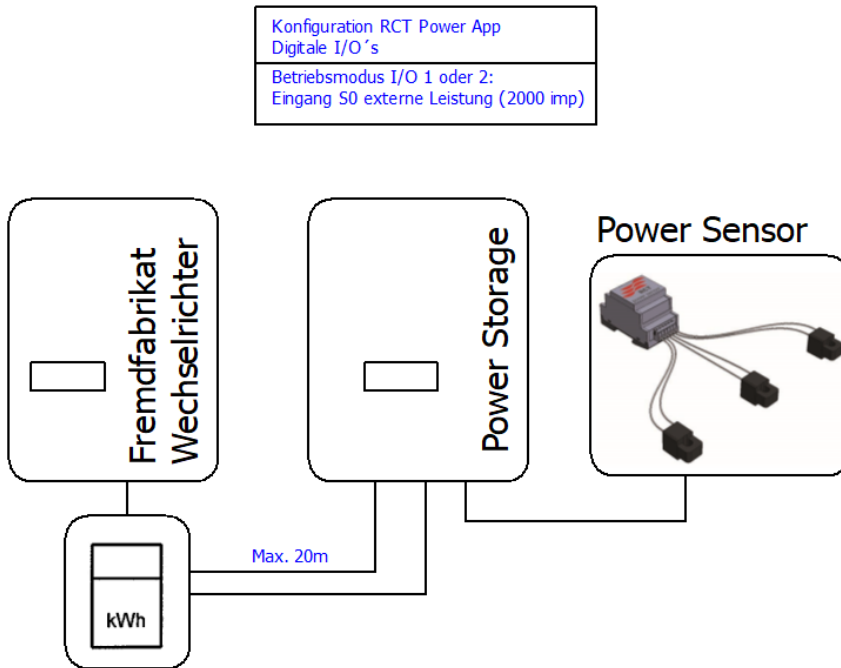 Konfiguration RCT Power App
Digitale I/O´s
Betriebsmodus I/O 1 oder 2:
Eingang S0 externe Leistung (2000 imp)
Fremdfabrikat
Wechselrichter
Power Storage
Power Sensor
Max. 20m
kWh